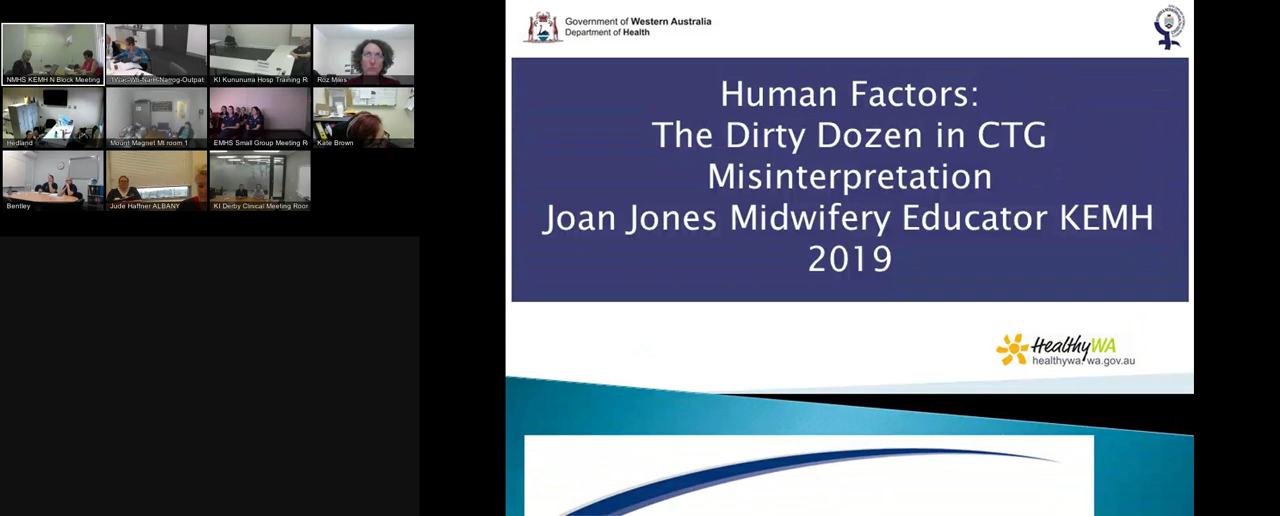 NMHS KEMH N Block Meeting
KI Kununurra Hosp Training R
Roz Miles
Hedland
Mount Magnet Mt room 1
EMHS Small Group Meeting R
Kate Brown
Bentley
Jude Haffner ALBANY
KI Derby Clinical Meeting Roor
Government of Western Australia
Department of Health
Human Factors:
The Dirty Dozen in CTG
Misinterpretation
Joan Jones Midwifery Educator KEMH
2019
HealthyWA
healthywa.wa.gov.au